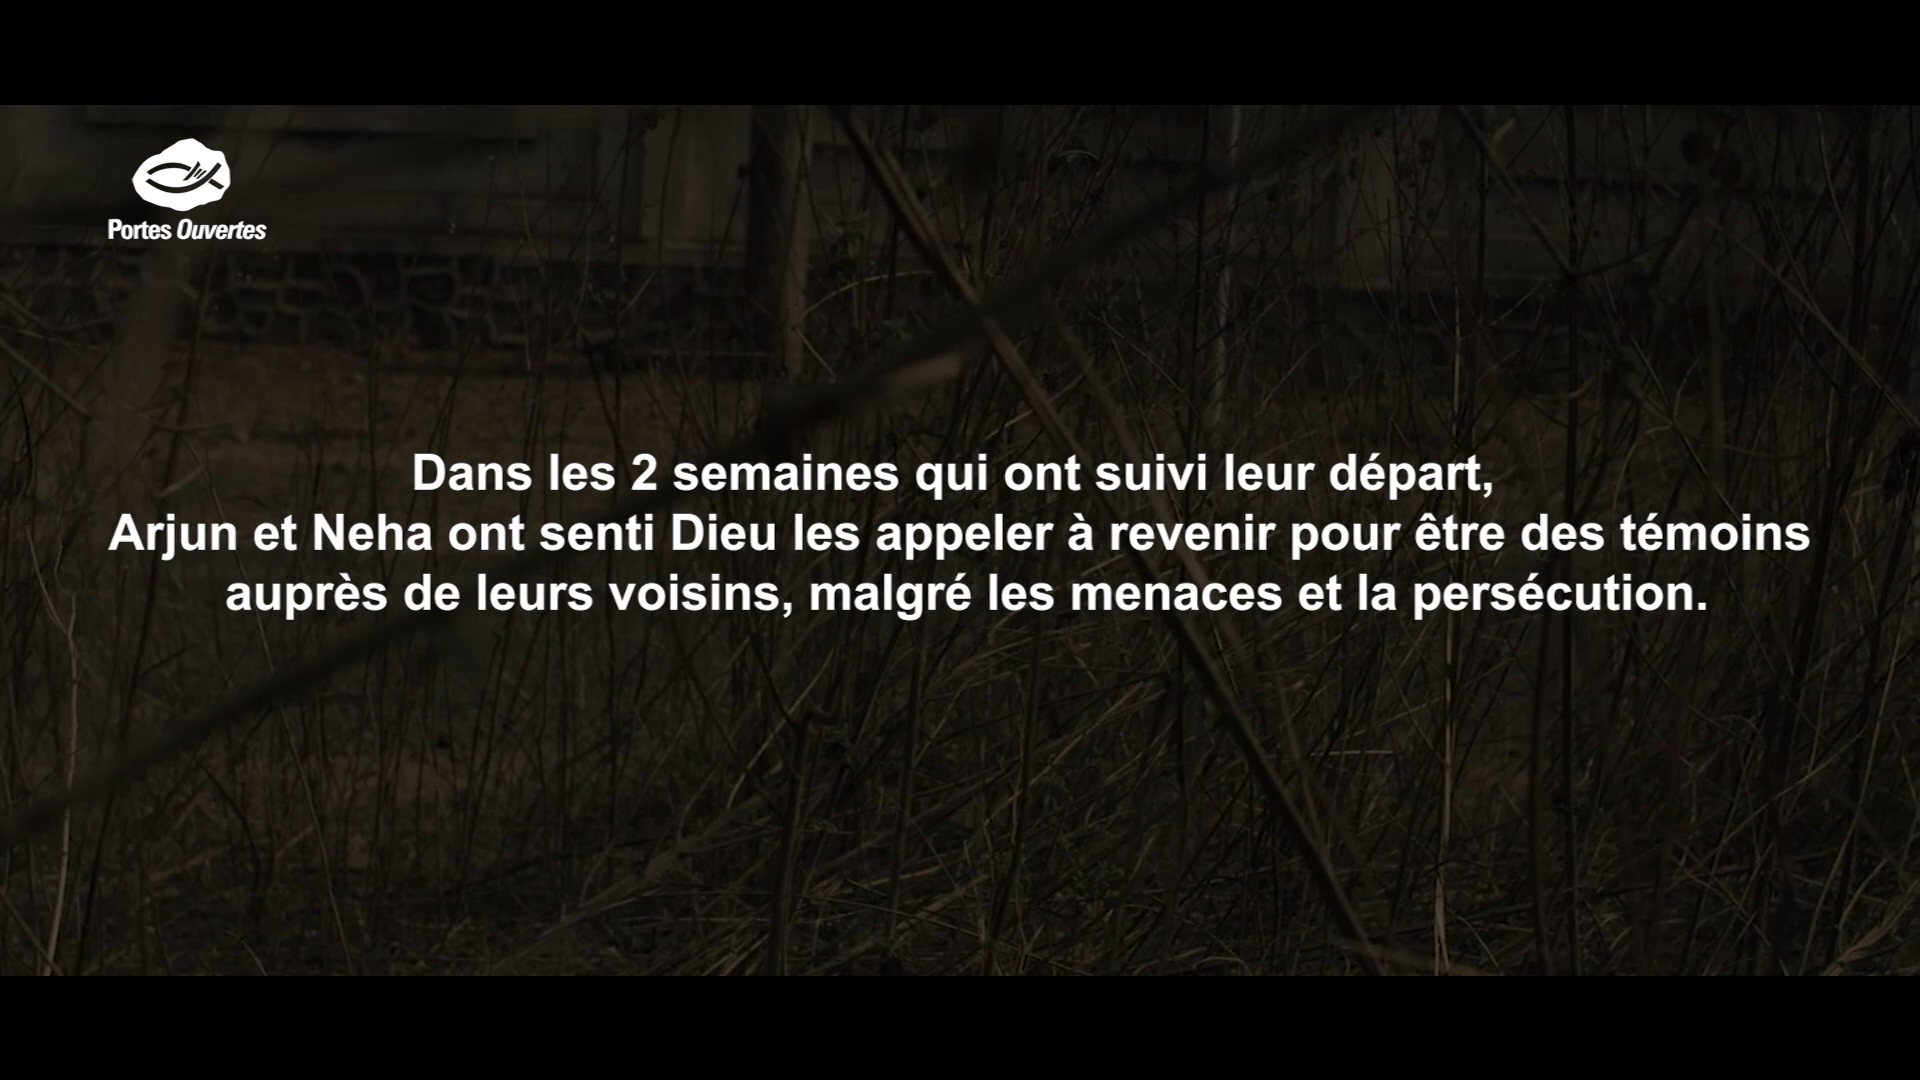 Portes Ouvertes
Dans les 2 semaines qui ont suivi leur départ,
Arjun et Neha ont senti Dieu les appeler à revenir pour être des témoins
auprès de leurs voisins, malgré les menaces et la persécution.